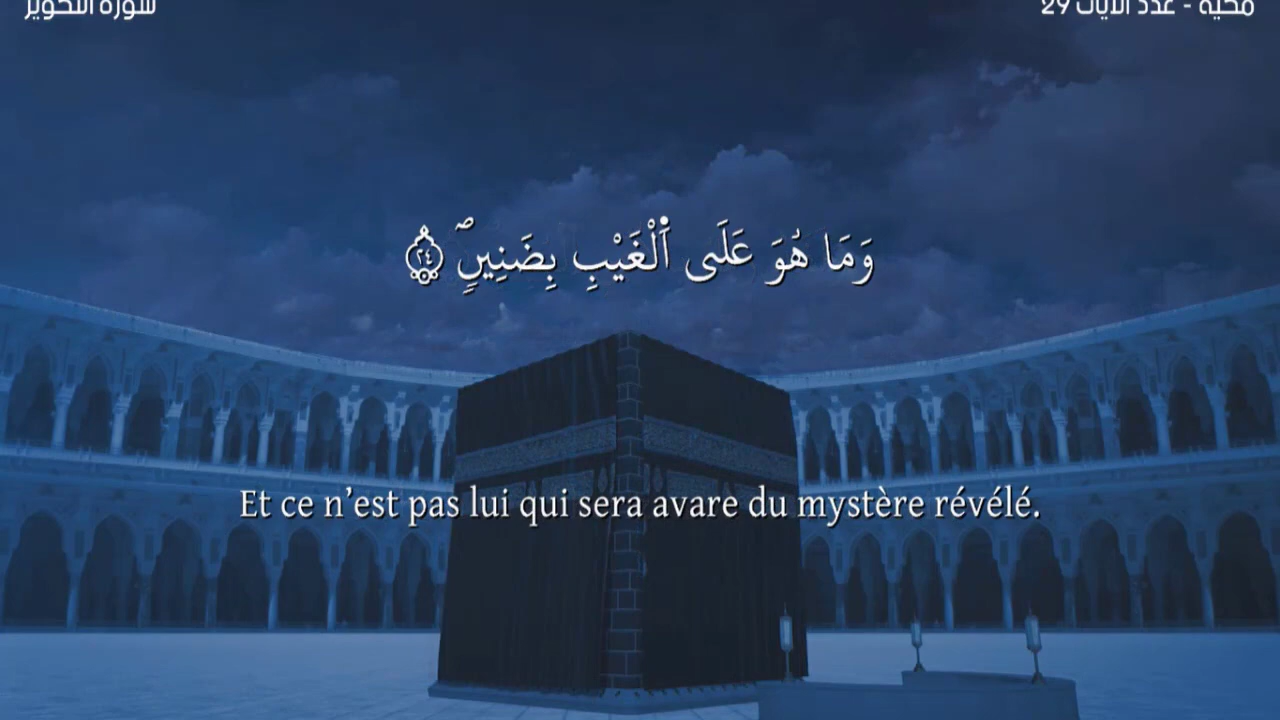 سورة التكوير
مكية - عدد الآيات 29
وَمَا هُوَ عَلَى ٱلْغَيْبِ بِضَنِينٍۢ ٢٤
Et ce n’est pas lui qui sera avare du mystère révélé.